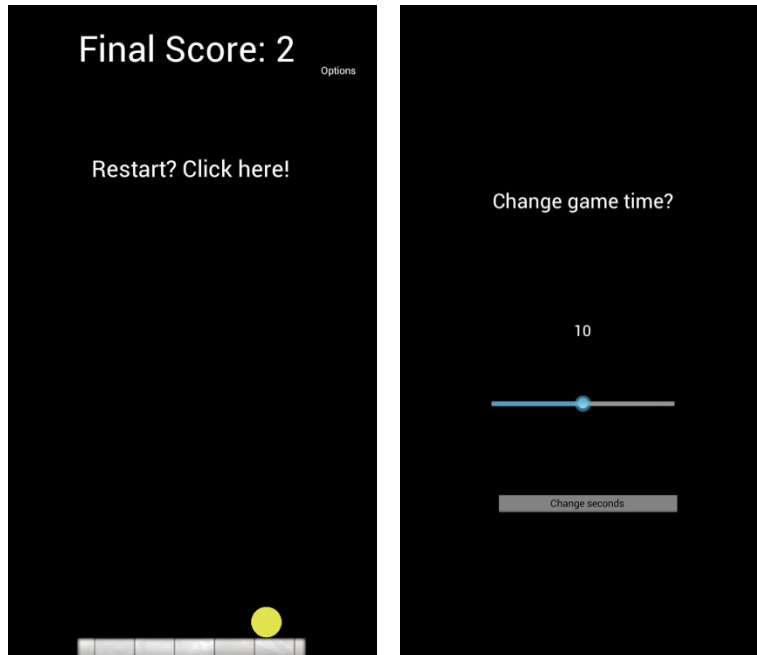 Final Score: 2
Options
Restart? Click here!
Change game time?
10
Change seconds